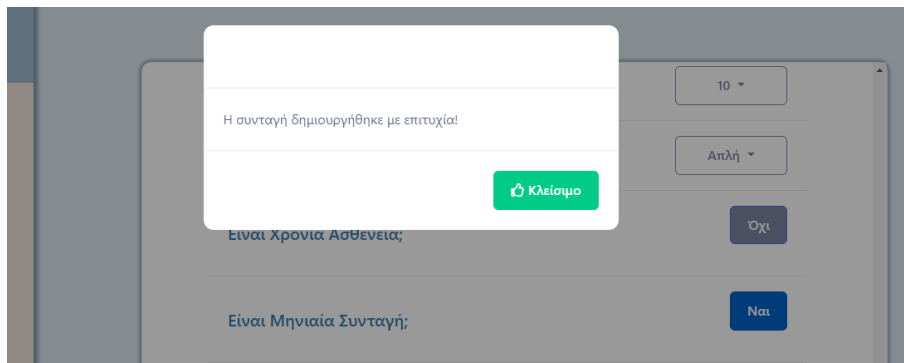 10
Η συνταγή δημιουργήθηκε με επιτυχία!
Απλή
Κλείσιμο
Είναι Χρόνια Ασθένεια;
Όχι
Είναι Μηνιαία Συνταγή;
Ναι